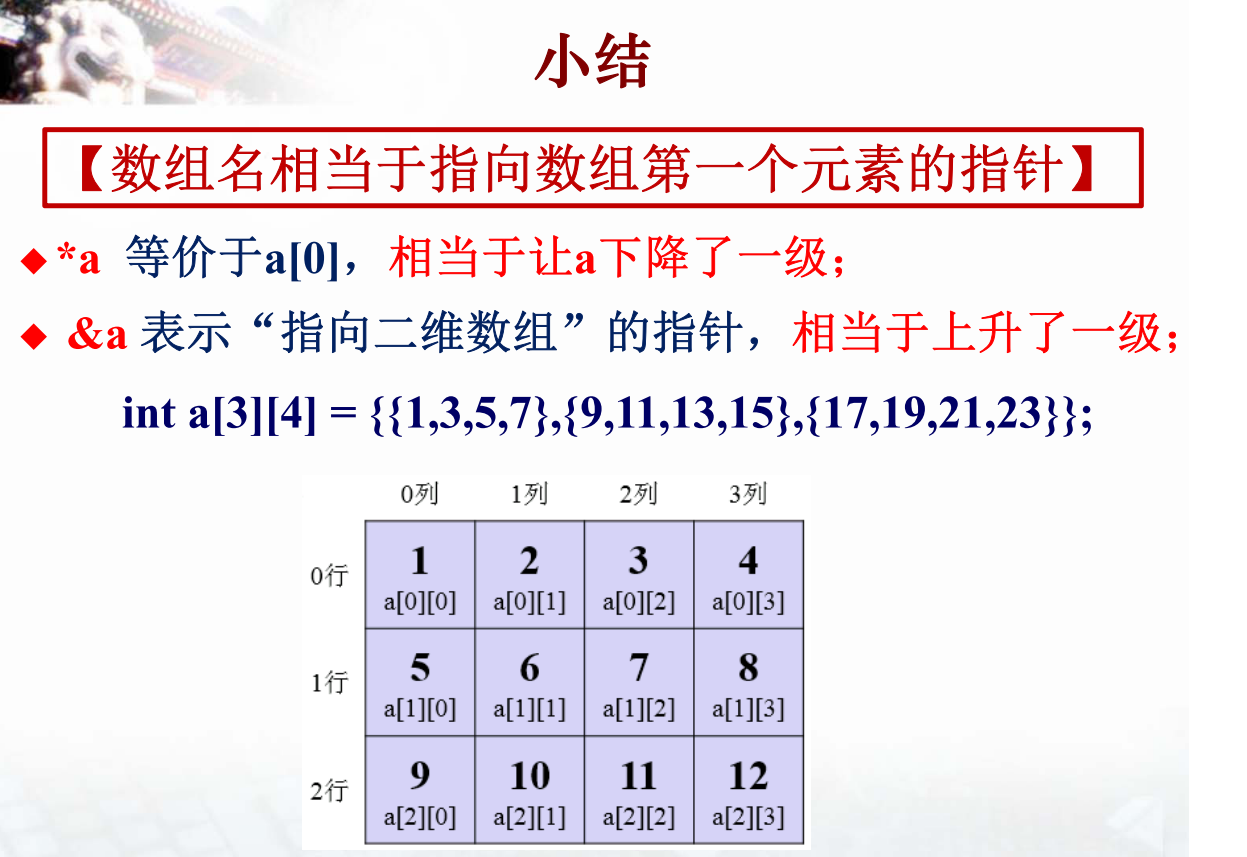 小结
【数组名相当于指向数组第一个元素的指针】
◆*a 等价于a[0]，相当于让a下降了一级；
◆ &a 表示“指向二维数组”的指针，相当于上升了一级；
int a[3][4] = {{1,3,5,7},{9,11,13,15},{17,19,21,23}};
0列 1列 2列 3列
1 2 3 4
0行
a[0][0] a[0][1] a[0][2] a[0][3]
5 6 7 8
1行
a[1][0] a[1][1] a[1][2] a[1][3]
9 10 11 12
2行
a[2][0] a[2][1] a[2][2] a[2][3]